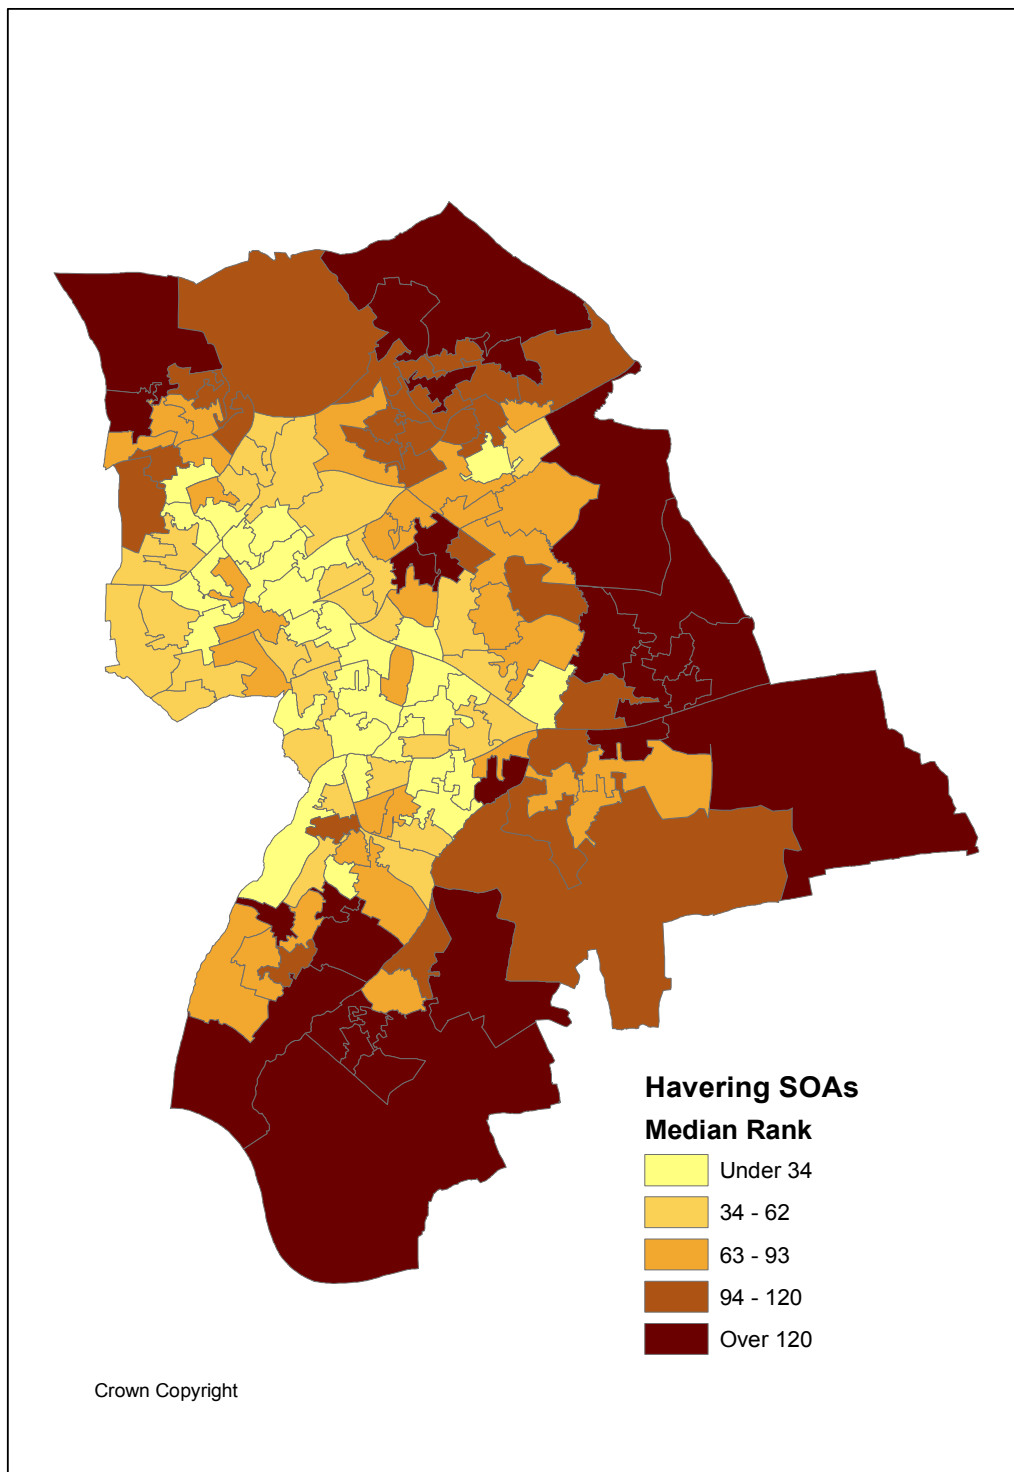 Havering SOAs
Median Rank
Under 34
34 - 62
63 - 93
94 - 120
Over 120
Crown Copyright